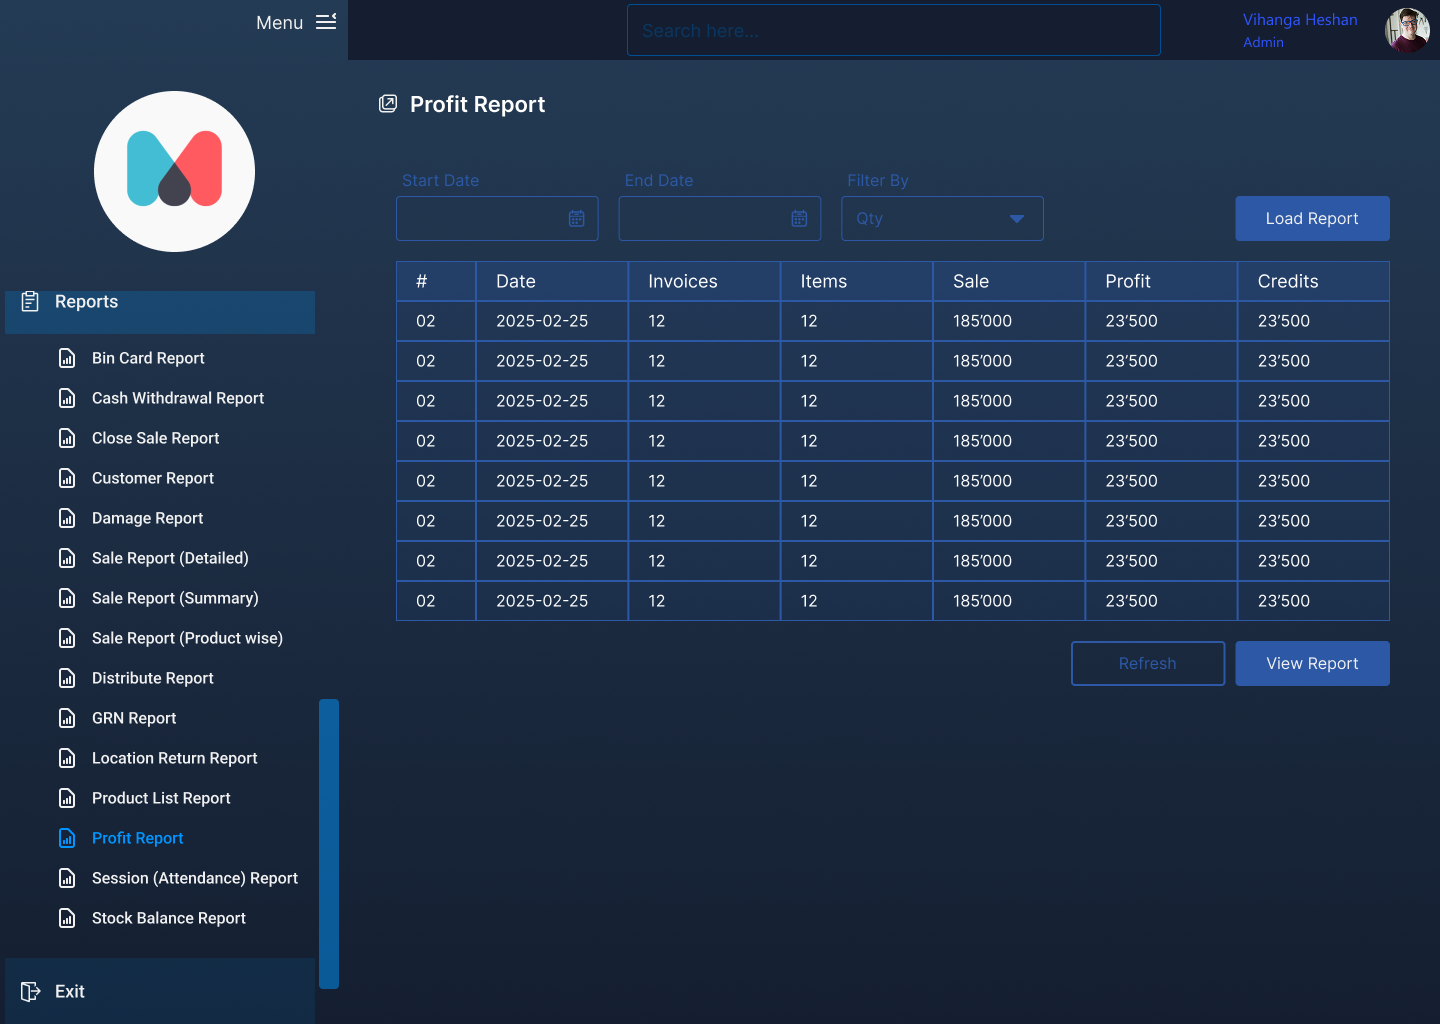 Menu
Search here...
Vihanga Heshan
Admin
Profit Report
Start Date End Date Filter By
Qty
Load Report
# Date Invoices Items Sale Profit Credits
02 2025-02-25 12 12 185’000 23’500 23’500
02 2025-02-25 12 12 185’000 23’500 23’500
02 2025-02-25 12 12 185’000 23’500 23’500
02 2025-02-25 12 12 185’000 23’500 23’500
02 2025-02-25 12 12 185’000 23’500 23’500
02 2025-02-25 12 12 185’000 23’500 23’500
02 2025-02-25 12 12 185’000 23’500 23’500
02 2025-02-25 12 12 185’000 23’500 23’500
Refresh
View Report
Reports
Bin Card Report
Cash Withdrawal Report
Close Sale Report
Customer Report
Damage Report
Sale Report (Detailed)
Sale Report (Summary)
Sale Report (Product wise)
Distribute Report
GRN Report
Location Return Report
Product List Report
Profit Report
Session (Attendance) Report
Stock Balance Report
Exit